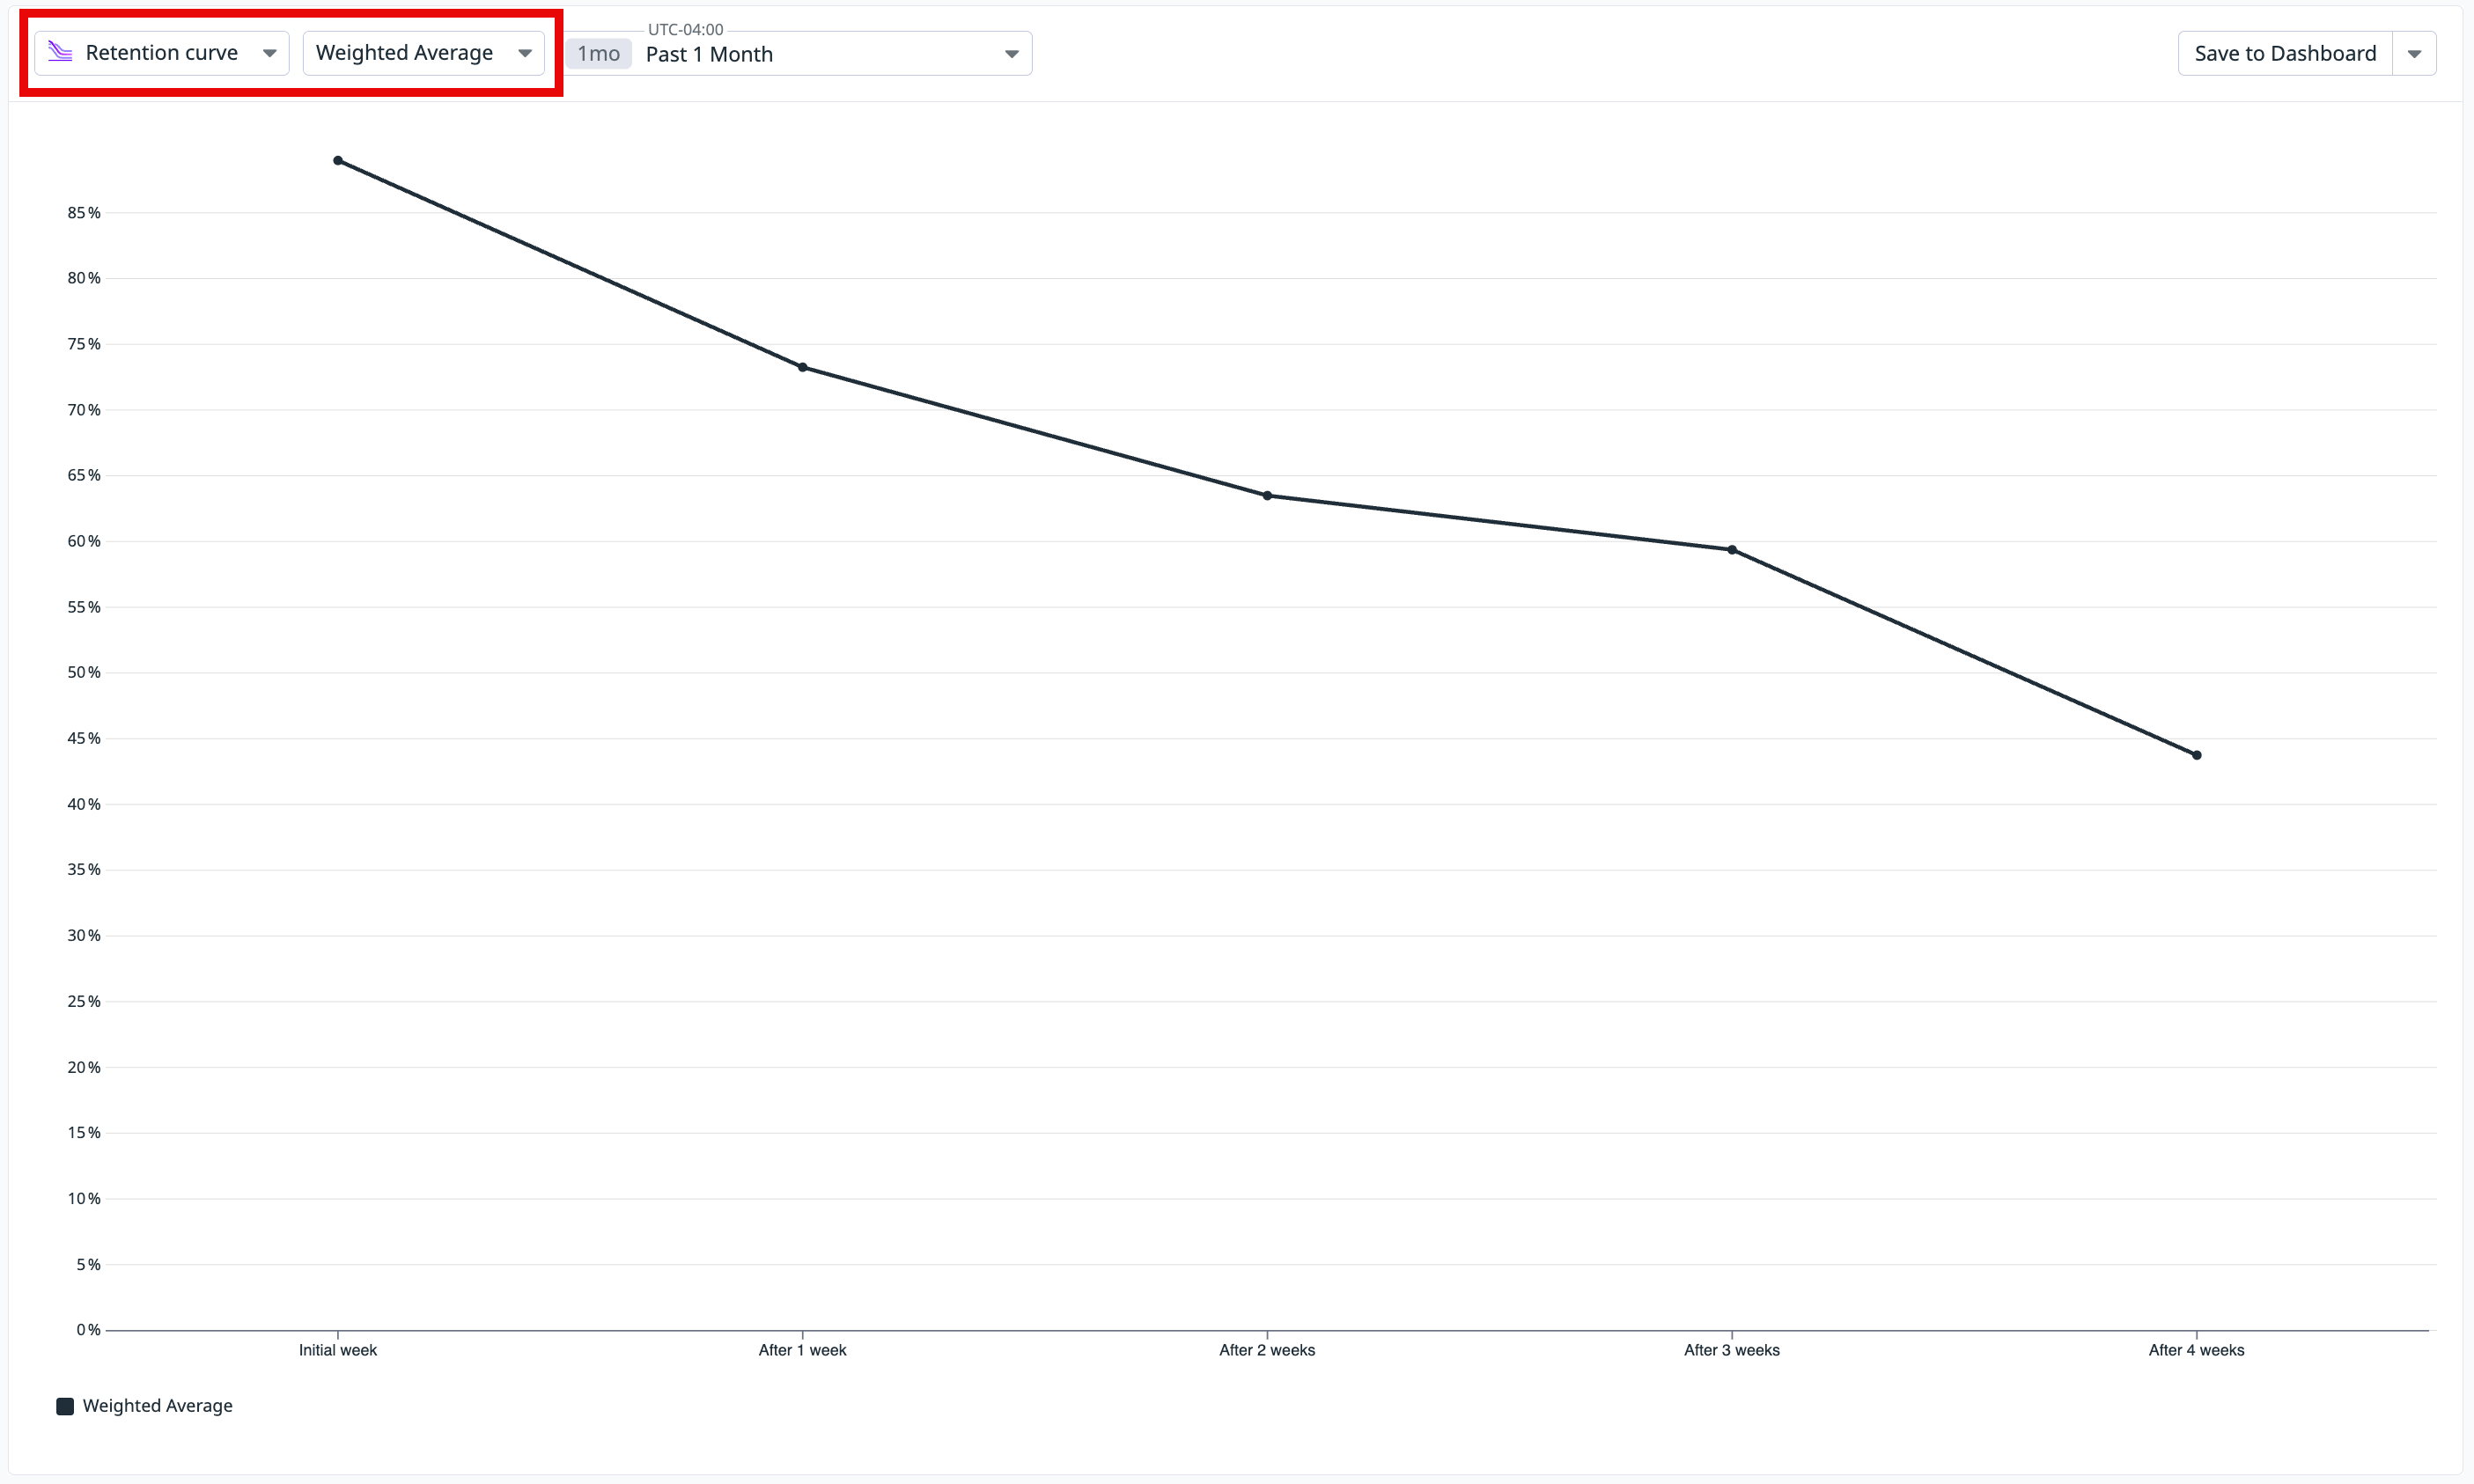 Retention curve
Weighted Average
UTC-04:00
1mo
Past 1 Month
Save to Dashboard
85%
80%
75%
70%
65%
60%
55%
50%
45%
40%
35%
30%
25%
20%
15%
10%
5%
0%
Initial week
After 1 week
After 2 weeks
After 3 weeks
After 4 weeks
Weighted Average